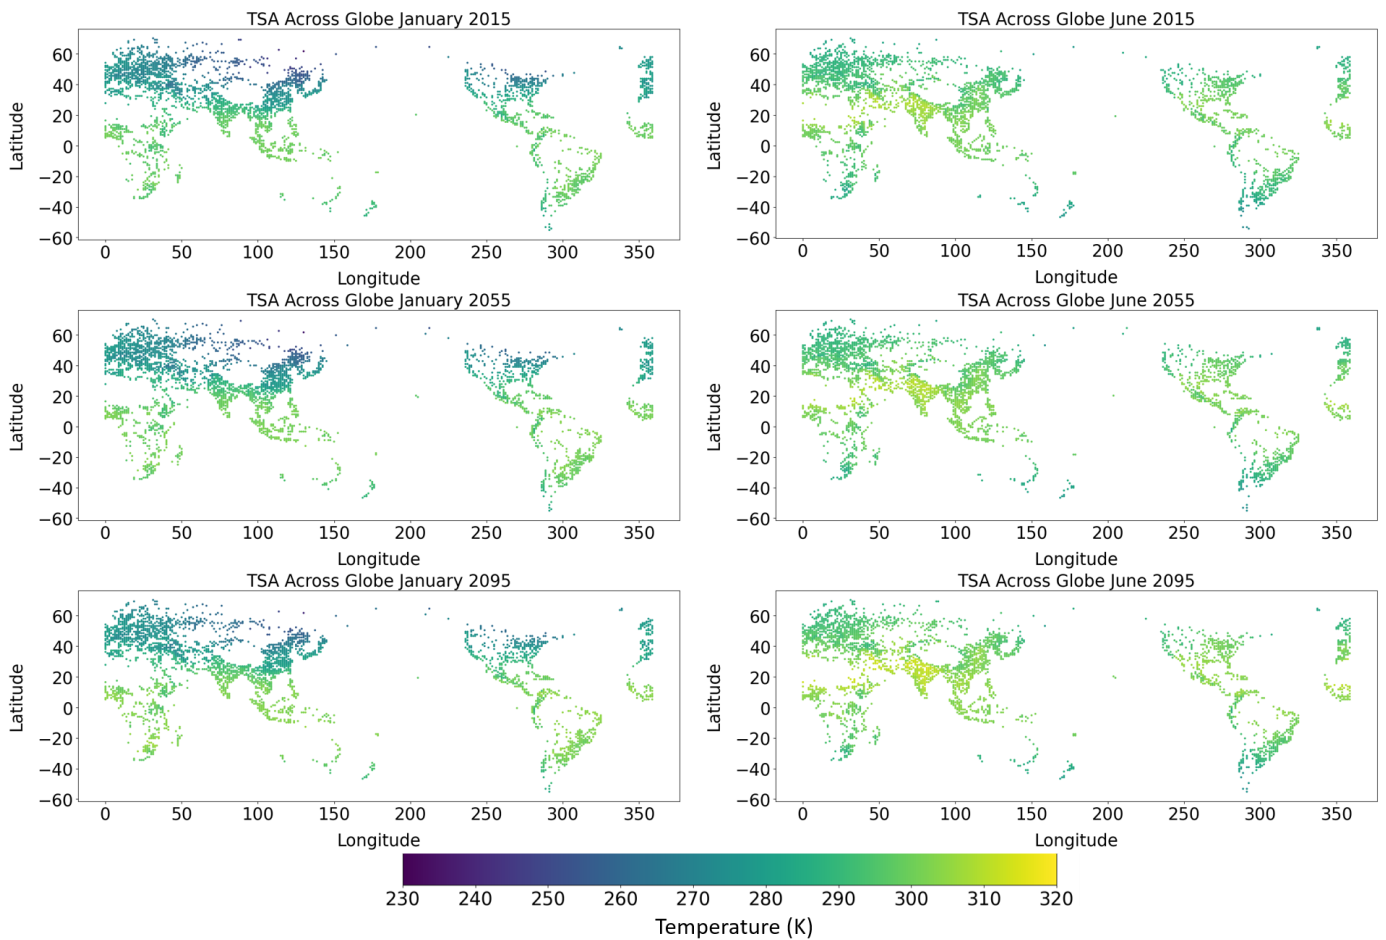 TSA Across Globe January 2015
60
40
20
0
−20
−40
−60
Latitude
0 50 100 150 200 250 300 350
Longitude
TSA Across Globe June 2015
60
40
20
0
−20
−40
−60
Latitude
0 50 100 150 200 250 300 350
Longitude
TSA Across Globe January 2055
60
40
20
0
−20
−40
−60
Latitude
0 50 100 150 200 250 300 350
Longitude
TSA Across Globe June 2055
60
40
20
0
−20
−40
−60
Latitude
0 50 100 150 200 250 300 350
Longitude
TSA Across Globe January 2095
60
40
20
0
−20
−40
−60
Latitude
0 50 100 150 200 250 300 350
Longitude
TSA Across Globe June 2095
60
40
20
0
−20
−40
−60
Latitude
0 50 100 150 200 250 300 350
Longitude
230 240 250 260 270 280 290 300 310 320
Temperature (K)